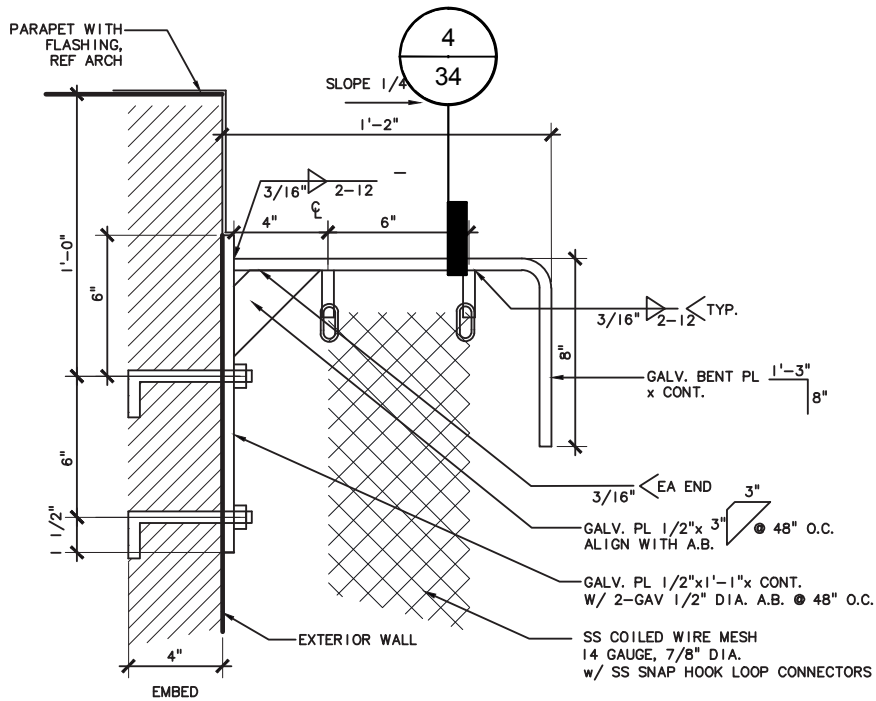 4
34
PARAPET WITH
FLASHING,
REF ARCH
SLOPE 1/4
1'-2"
3/16" 2-12 –
℄
4" 6"
1'-0"
6"
3/16" 2-12 TYP.
8"
GALV. BENT PL 1'-3"
x CONT. 8"
6"
1 1/2"
3/16" EA END
GALV. PL 1/2"x 3" 3" @ 48" O.C.
ALIGN WITH A.B.
GALV. PL 1/2"x1'-1"x CONT.
W/ 2-GAV 1/2" DIA. A.B. @ 48" O.C.
EXTERIOR WALL
SS COILED WIRE MESH
14 GAUGE, 7/8" DIA.
w/ SS SNAP HOOK LOOP CONNECTORS
4"
EMBED